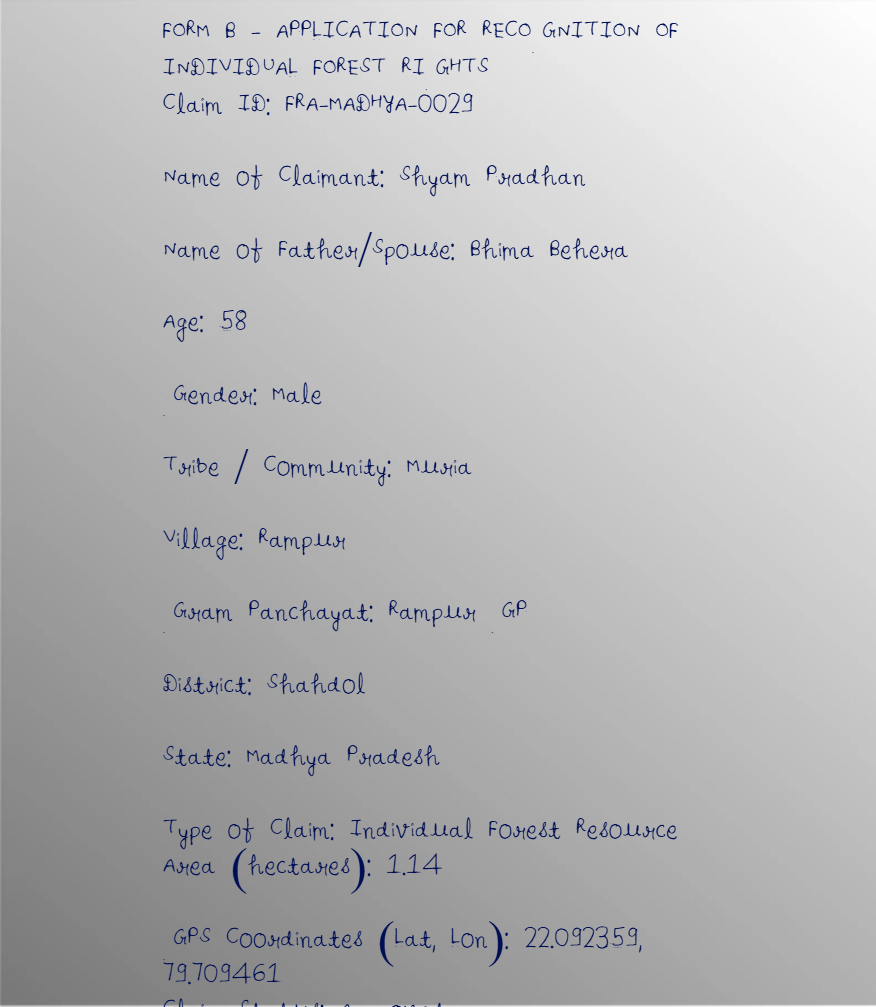 FORM B - APPLICATION FOR RECO GNITION OF
INDIVIDUAL FOREST RI GHTS
Claim ID: FRA-MADHYA-0029
Name of Claimant: Shyam Pradhan
Name of Father/Spouse: Bhima Behera
Age: 58
Gender: Male
Tribe / Community: Muria
Village: Rampur
Gram Panchayat: Rampur GP
District: Shahdol
State: Madhya Pradesh
Type of Claim: Individual Forest Resource
Area (hectares): 1.14
GPS Coordinates (Lat, Lon): 22.092359,
79.709461